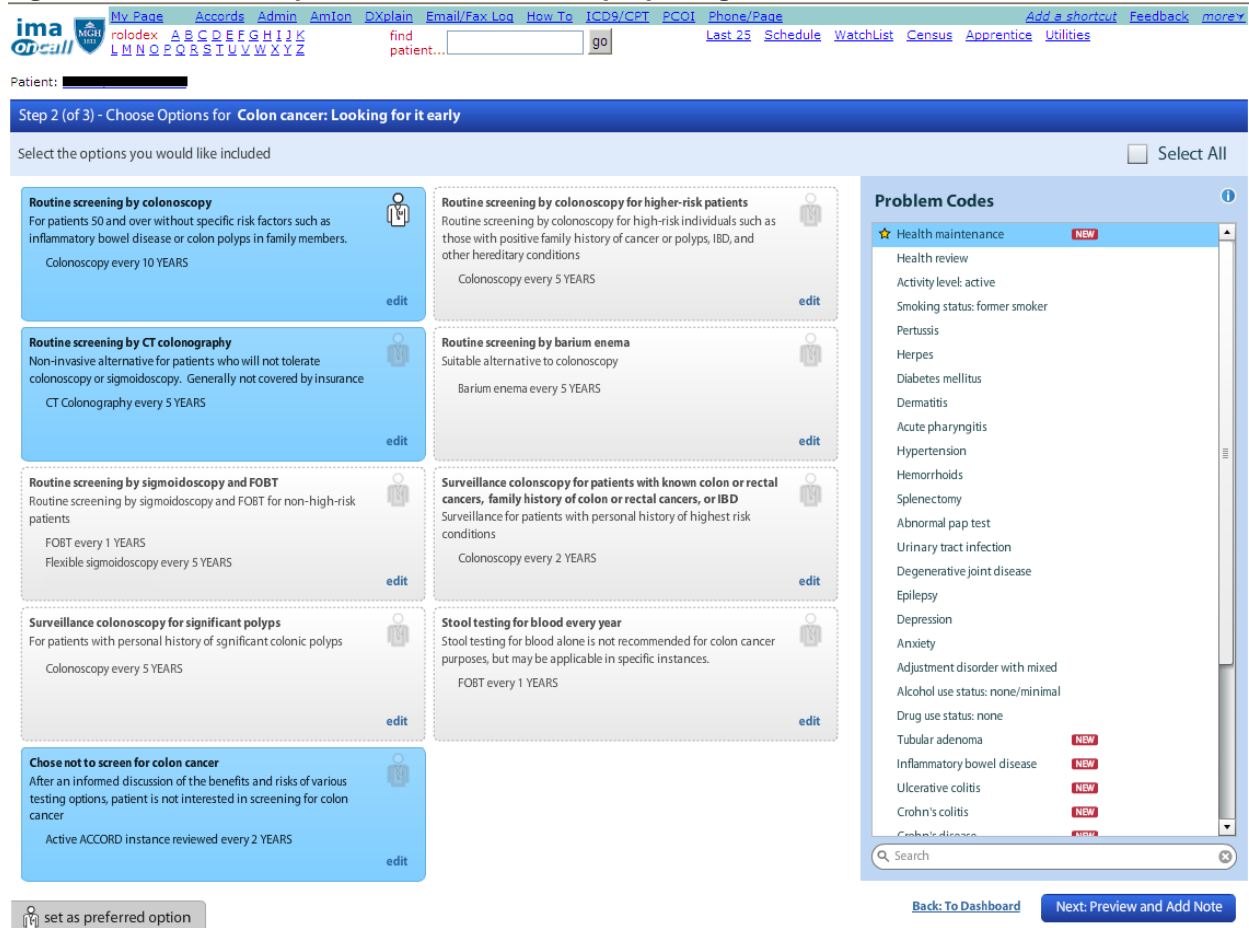 ima
oncall
MGH
1811
My Page Accords Admin AmIon DXplain Email/Fax Log How To ICD9/CPT PCOI Phone/Page Add a shortcut Feedback more
rolodex A B C D E F G H I J K
L M N O P Q R S T U V W X Y Z
find
patient... go
Last 25 Schedule WatchList Census Apprentice Utilities
Patient:
Step 2 (of 3) - Choose Options for Colon cancer: Looking for it early
Select the options you would like included
Select All
Routine screening by colonoscopy
For patients 50 and over without specific risk factors such as
inflammatory bowel disease or colon polyps in family members.
Colonoscopy every 10 YEARS
edit
Routine screening by colonoscopy for higher-risk patients
Routine screening by colonoscopy for high-risk individuals such as
those with positive family history of cancer or polyps, IBD, and
other hereditary conditions
Colonoscopy every 5 YEARS
edit
Routine screening by CT colonography
Non-invasive alternative for patients who will not tolerate
colonoscopy or sigmoidoscopy. Generally not covered by insurance
CT Colonography every 5 YEARS
edit
Routine screening by barium enema
Suitable alternative to colonoscopy
Barium enema every 5 YEARS
edit
Routine screening by sigmoidoscopy and FOBT
Routine screening by sigmoidoscopy and FOBT for non-high-risk
patients
FOBT every 1 YEARS
Flexible sigmoidoscopy every 5 YEARS
edit
Surveillance colonscopy for patients with known colon or rectal
cancers, family history of colon or rectal cancers, or IBD
Surveillance for patients with personal history of highest risk
conditions
Colonoscopy every 2 YEARS
edit
Surveillance colonoscopy for significant polyps
For patients with personal history of sgnificant colonic polyps
Colonoscopy every 5 YEARS
edit
Stool testing for blood every year
Stool testing for blood alone is not recommended for colon cancer
purposes, but may be applicable in specific instances.
FOBT every 1 YEARS
edit
Chose not to screen for colon cancer
After an informed discussion of the benefits and risks of various
testing options, patient is not interested in screening for colon
cancer
Active ACCORD instance reviewed every 2 YEARS
edit
set as preferred option
Problem Codes
Health maintenance NEW
Health review
Activity level: active
Smoking status: former smoker
Pertussis
Herpes
Diabetes mellitus
Dermatitis
Acute pharyngitis
Hypertension
Hemorrhoids
Splenectomy
Abnormal pap test
Urinary tract infection
Degenerative joint disease
Epilepsy
Depression
Anxiety
Adjustment disorder with mixed
Alcohol use status: none/minimal
Drug use status: none
Tubular adenoma NEW
Inflammatory bowel disease NEW
Ulcerative colitis NEW
Crohn's colitis NEW
Crohn's disease NEW
Search
Back: To Dashboard
Next: Preview and Add Note